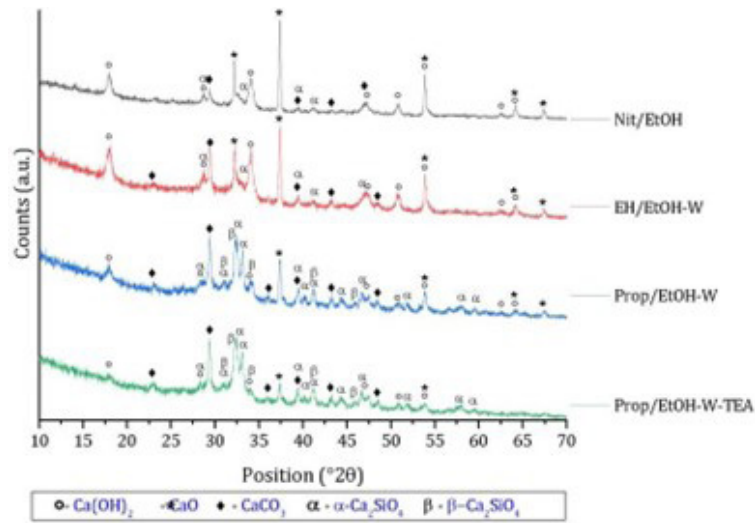 Counts (a.u.)
Nit/EtOH
EH/EtOH-W
Prop/EtOH-W
Prop/EtOH-W-TEA
10 15 20 25 30 35 40 45 50 55 60 65 70
Position (°2θ)
o- Ca(OH)₂ -*CaO ♦ - CaCO₃ α - α-Ca₂SiO₄ β - β-Ca₂SiO₄